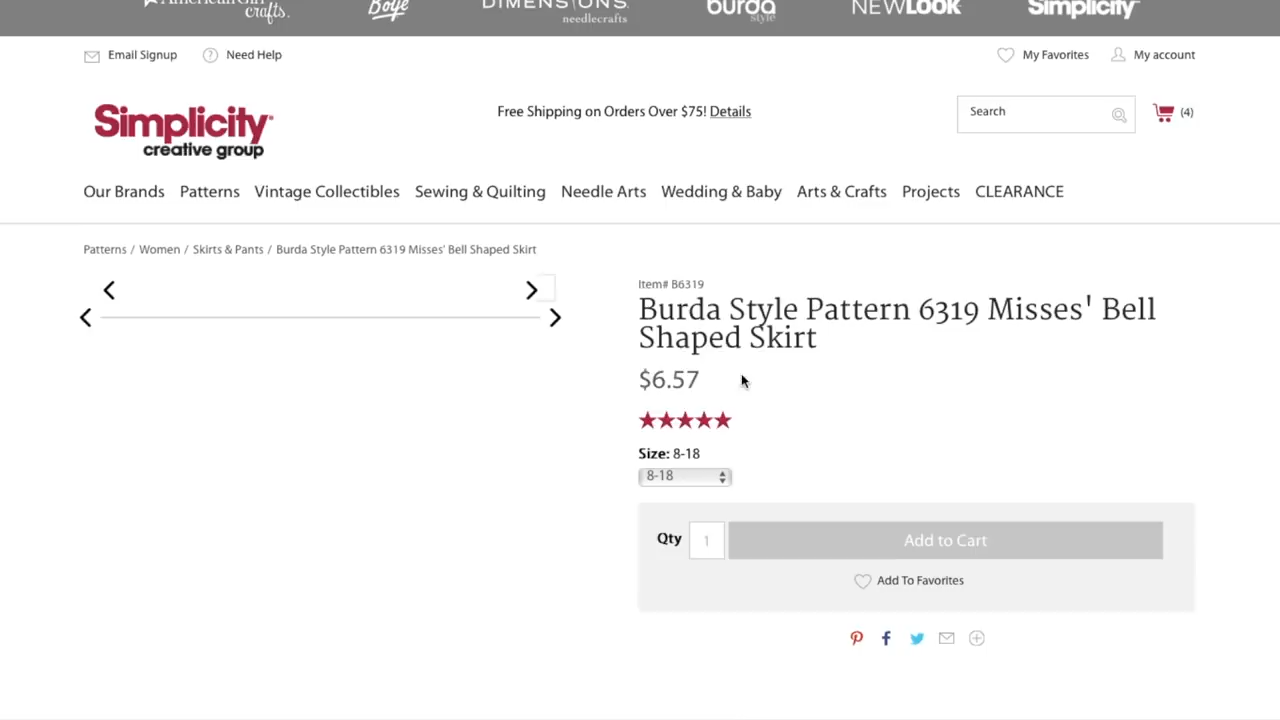 American Girl
crafts.
Boye
DIMENSIONS
needlecrafts
burda
style
NEWLOOK
Simplicity
Email Signup
Need Help
My Favorites
My account
Simplicity
creative group
Free Shipping on Orders Over $75! Details
Search
(4)
Our Brands Patterns Vintage Collectibles Sewing & Quilting Needle Arts Wedding & Baby Arts & Crafts Projects CLEARANCE
Patterns / Women / Skirts & Pants / Burda Style Pattern 6319 Misses' Bell Shaped Skirt
Item# B6319
Burda Style Pattern 6319 Misses' Bell
Shaped Skirt
$6.57
Size: 8-18
8-18
Qty 1 Add to Cart
Add To Favorites